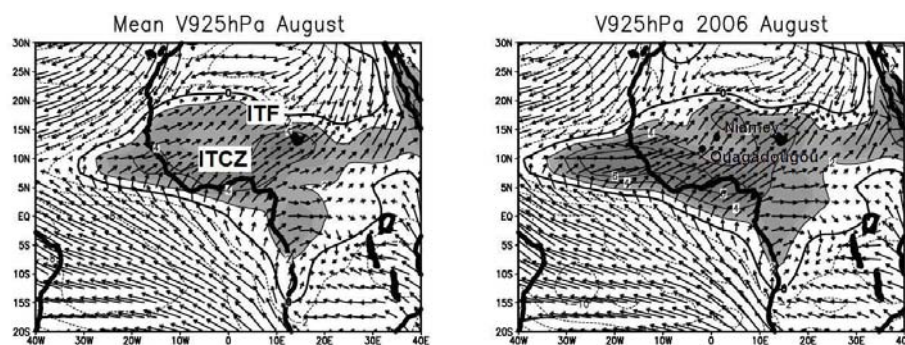 Mean V925hPa August
30N
25N
20N
15N
10N
5N
EQ
5S
10S
15S
20S
40W
30W
20W
10W
0
10E
20E
30E
40E
ITF
ITCZ
V925hPa 2006 August
30N
25N
20N
15N
10N
5N
EQ
5S
10S
15S
20S
40W
30W
20W
10W
0
10E
20E
30E
40E
Niamey
Ouagadougou